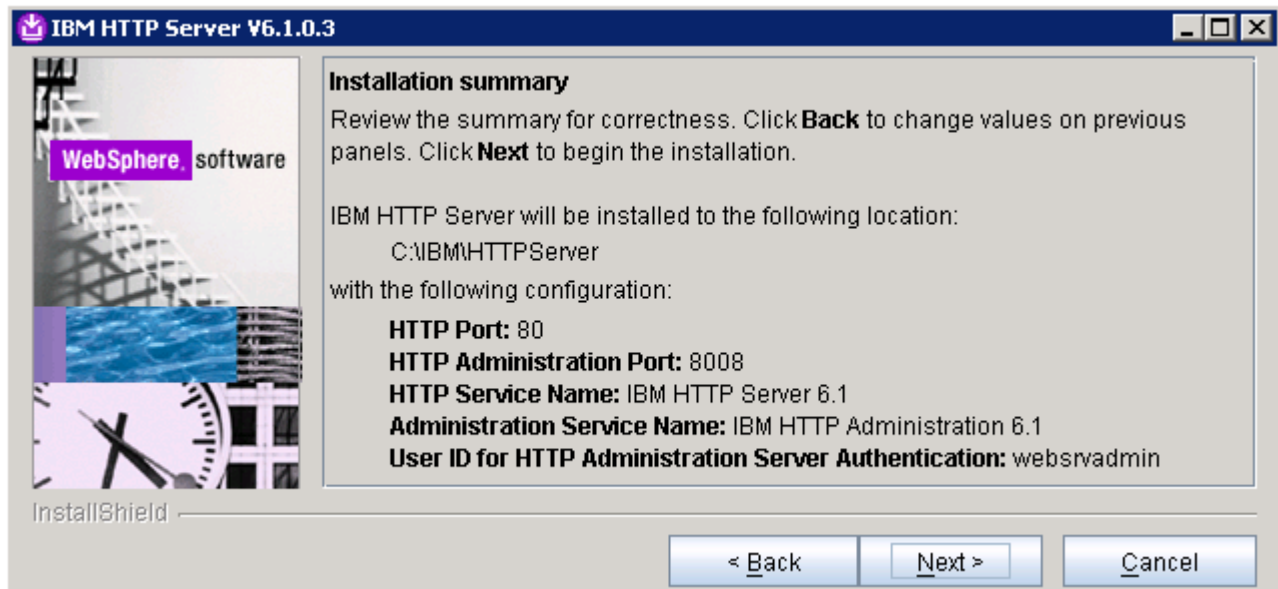 IBM HTTP Server V6.1.0.3
WebSphere. software
Installation summary
Review the summary for correctness. Click Back to change values on previous
panels. Click Next to begin the installation.
IBM HTTP Server will be installed to the following location:
C:\IBM\HTTPServer
with the following configuration:
HTTP Port: 80
HTTP Administration Port: 8008
HTTP Service Name: IBM HTTP Server 6.1
Administration Service Name: IBM HTTP Administration 6.1
User ID for HTTP Administration Server Authentication: websrvadmin
InstallShield
< Back
Next >
Cancel